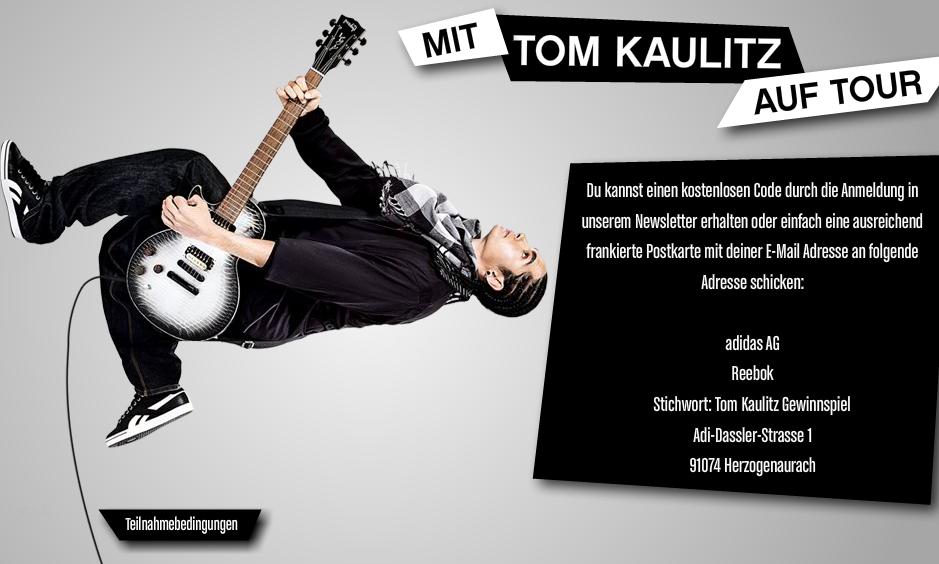 MIT
TOM KAULITZ
AUF TOUR
Du kannst einen kostenlosen Code durch die Anmeldung in
unserem Newsletter erhalten oder einfach eine ausreichend
frankierte Postkarte mit deiner E-Mail Adresse an folgende
Adresse schicken:
adidas AG
Reebok
Stichwort: Tom Kaulitz Gewinnspiel
Adi-Dassler-Strasse 1
91074 Herzogenaurach
Teilnahmebedingungen